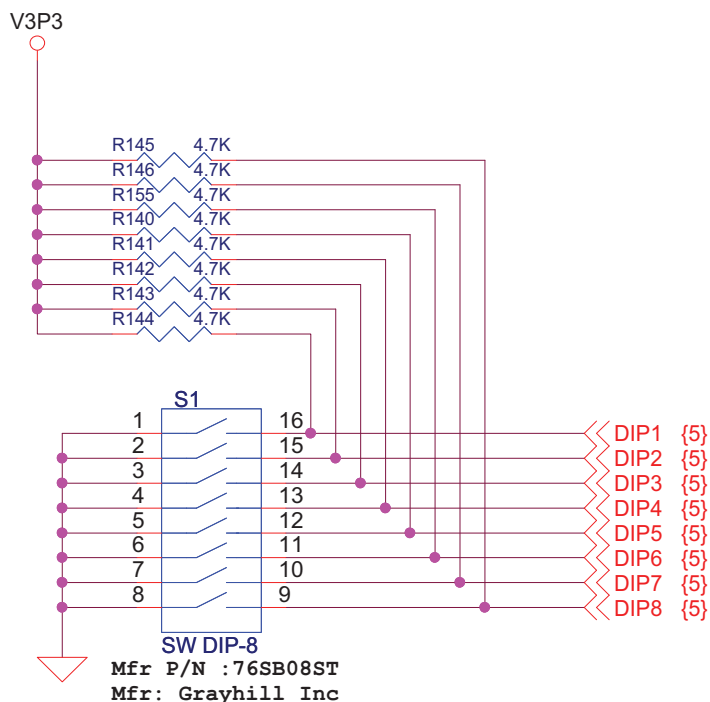 V3P3
R145 4.7K
R146 4.7K
R155 4.7K
R140 4.7K
R141 4.7K
R142 4.7K
R143 4.7K
R144 4.7K
S1
1 16 DIP1 {5}
2 15 DIP2 {5}
3 14 DIP3 {5}
4 13 DIP4 {5}
5 12 DIP5 {5}
6 11 DIP6 {5}
7 10 DIP7 {5}
8 9 DIP8 {5}
SW DIP-8
Mfr P/N :76SB08ST
Mfr: Grayhill Inc